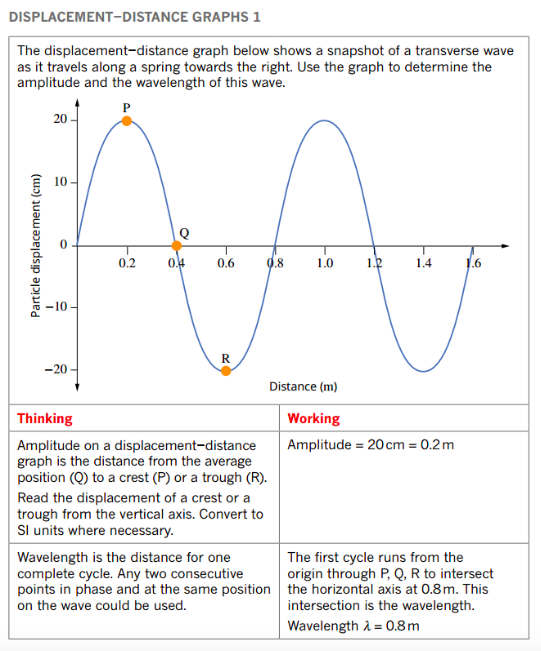 DISPLACEMENT–DISTANCE GRAPHS 1
The displacement–distance graph below shows a snapshot of a transverse wave
as it travels along a spring towards the right. Use the graph to determine the
amplitude and the wavelength of this wave.
P
20
10
Q
0
0.2 0.4 0.6 0.8 1.0 1.2 1.4 1.6
−10
R
−20
Particle displacement (cm)
Distance (m)
Thinking
Working
Amplitude on a displacement–distance
graph is the distance from the average
position (Q) to a crest (P) or a trough (R).
Read the displacement of a crest or a
trough from the vertical axis. Convert to
SI units where necessary.
Amplitude = 20 cm = 0.2 m
Wavelength is the distance for one
complete cycle. Any two consecutive
points in phase and at the same position
on the wave could be used.
The first cycle runs from the
origin through P, Q, R to intersect
the horizontal axis at 0.8 m. This
intersection is the wavelength.
Wavelength λ = 0.8 m